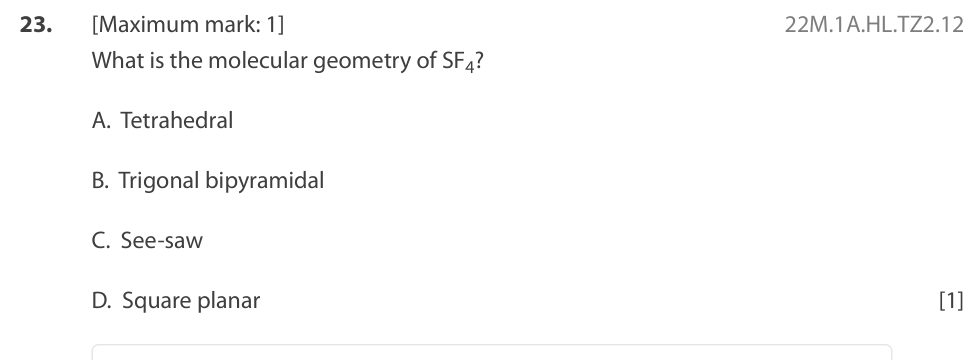 23. [Maximum mark: 1] 22M.1A.HL.TZ2.12
What is the molecular geometry of SF₄?
A. Tetrahedral
B. Trigonal bipyramidal
C. See-saw
D. Square planar [1]